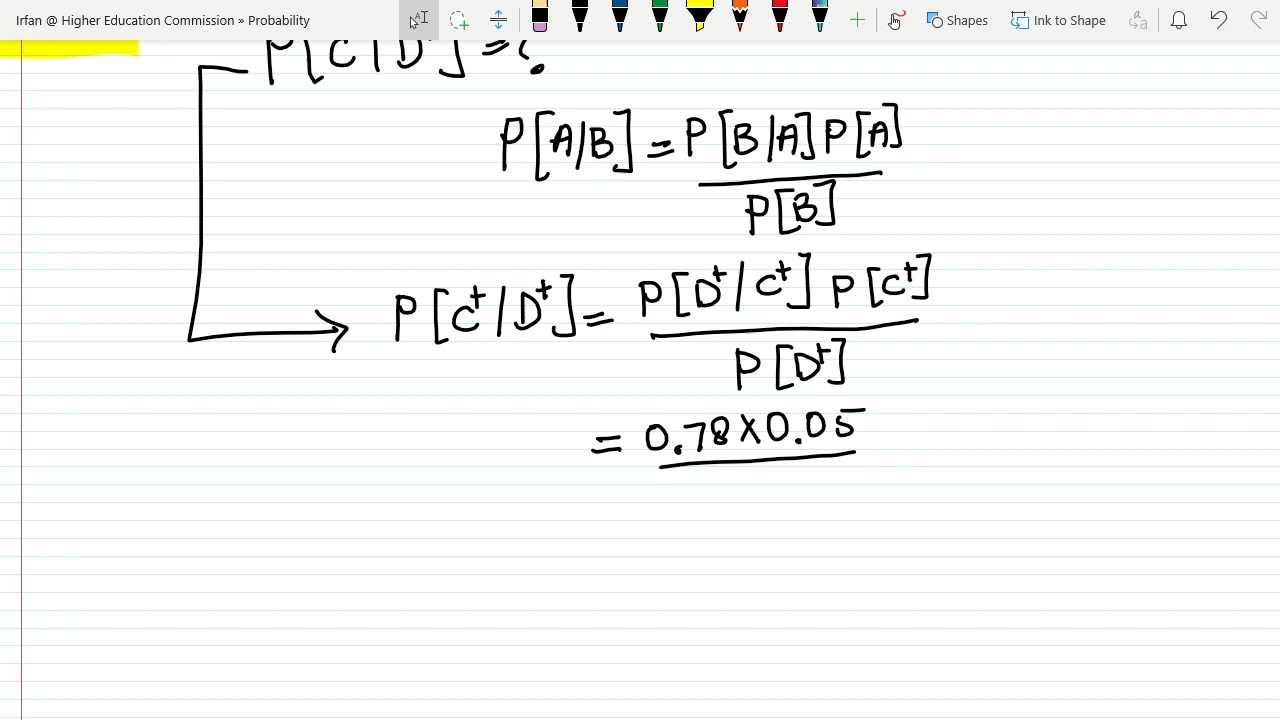 Irfan @ Higher Education Commission » Probability
Shapes
Ink to Shape
P[C/D]=?
P[A/B] = P[B/A]P[A]
P[B]
P[C⁺/D⁺] = P[D⁺/C⁺] P[C⁺]
P[D⁺]
= 0.78×0.05